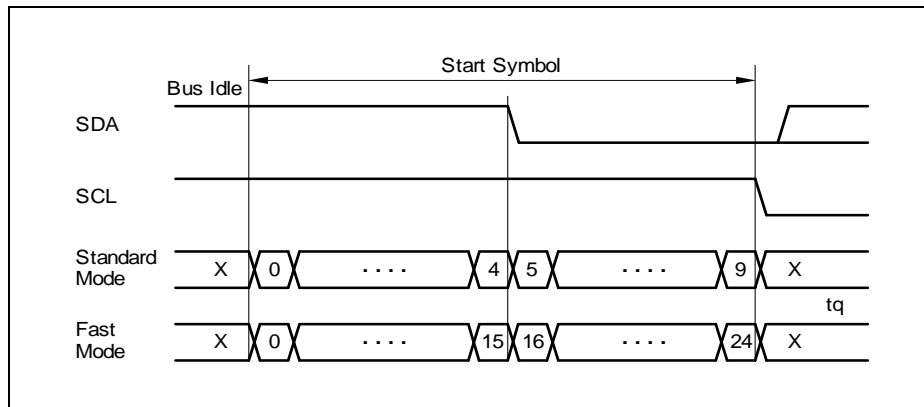 Start Symbol
Bus Idle
SDA
SCL
Standard
Mode
X 0 .... 4 5 .... 9 X
tq
Fast
Mode
X 0 .... 15 16 .... 24 X